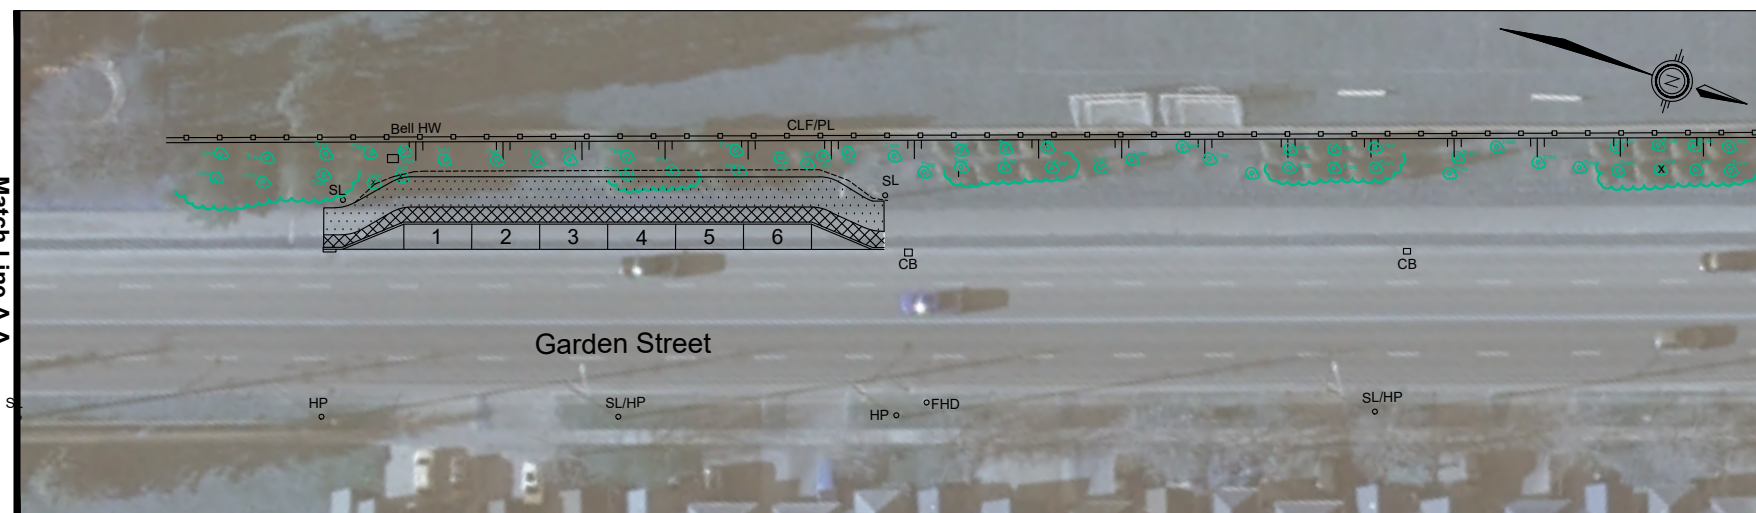 Bell HW
CLF/PL
SL
SL
1 2 3 4 5 6
CB
CB
Garden Street
HP
SL/HP
HP
FHD
SL/HP
N
x